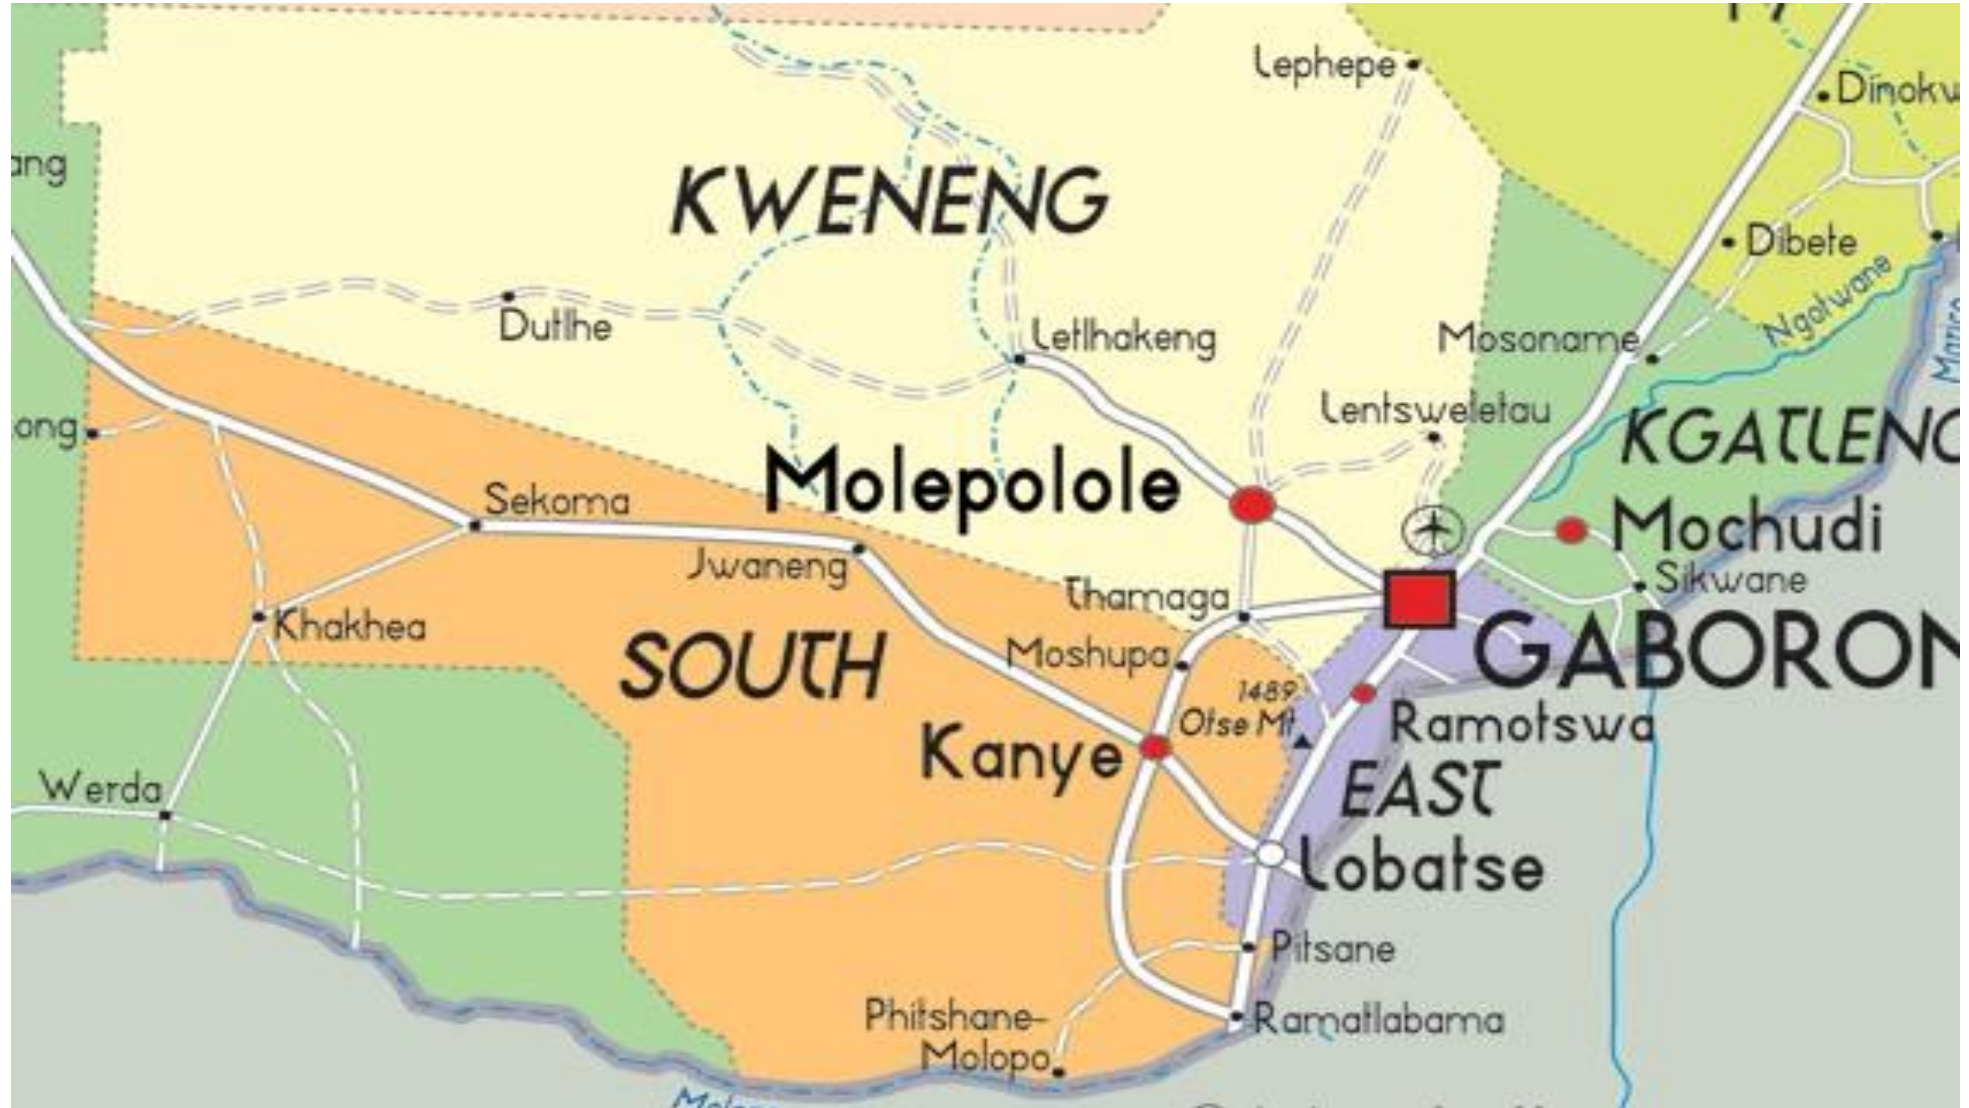 Lephepe
Dinokw
ang
KWENENG
Dibete
Ngotwane
Dutlhe
Letlhakeng
Mosoname
Lentsweletau
ong
KGATLENG
Molepolole
Sekoma
Mochudi
Jwaneng
Sikwane
Thamaga
Khakhea
SOUTH
Moshupa
GABORON
1489
Otse Mt
Ramotswa
Kanye
EAST
Werda
Lobatse
Pitsane
Phitshane-
Molopo
Ramatlabama